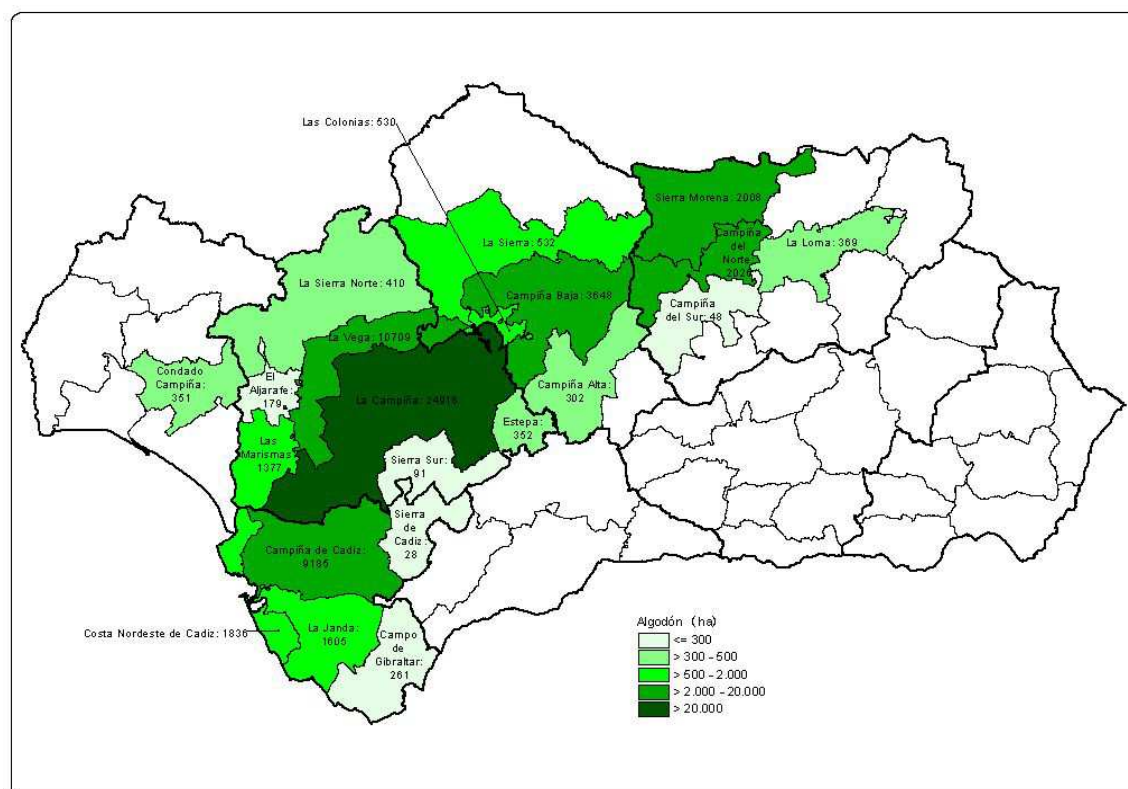 Las Colonias: 530
Sierra Morena: 2008
Campiña
del
Norte:
2026
La Loma: 369
La Sierra: 532
La Sierra Norte: 410
Campiña Baja: 3648
Campiña
del Sur: 48
La Vega: 10709
Condado
Campiña:
351
El
Aljarafe:
179
La Campiña: 24916
Campiña Alta:
302
Estepa:
352
Las
Marismas:
1377
Sierra Sur:
91
Sierra
de
Cadiz:
28
Campiña de Cadiz:
9185
Costa Nordeste de Cadiz: 1836
La Janda:
1605
Campo
de
Gibraltar:
261
Algodón (ha)
<= 300
> 300 - 500
> 500 - 2.000
> 2.000 - 20.000
> 20.000